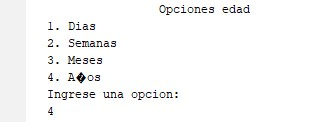 Opciones edad
1. Dias
2. Semanas
3. Meses
4. A�os
Ingrese una opcion:
4